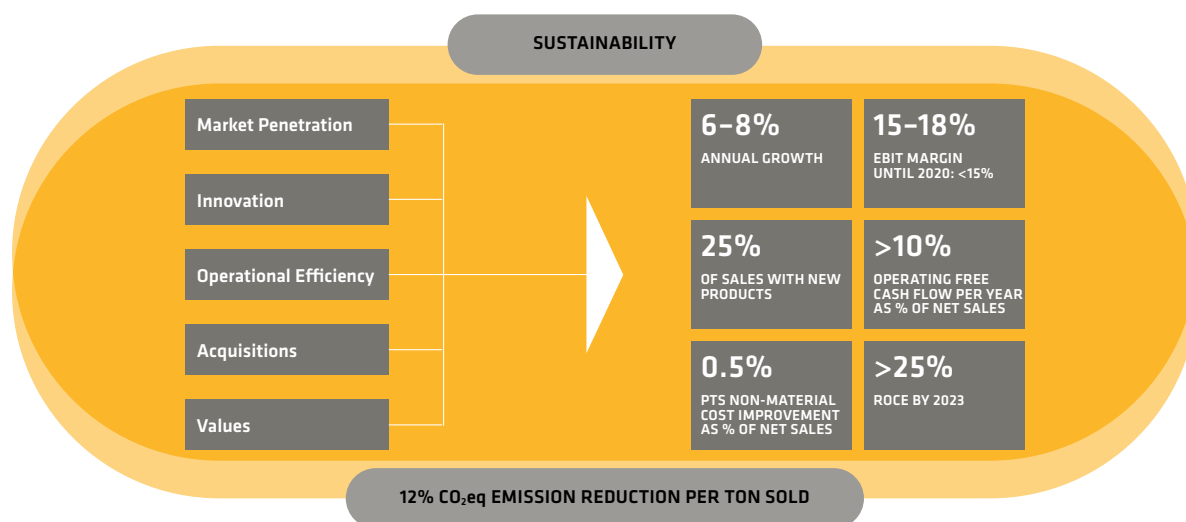 SUSTAINABILITY
Market Penetration
Innovation
Operational Efficiency
Acquisitions
Values
6–8%
ANNUAL GROWTH
15–18%
EBIT MARGIN
UNTIL 2020: <15%
25%
OF SALES WITH NEW
PRODUCTS
>10%
OPERATING FREE
CASH FLOW PER YEAR
AS % OF NET SALES
0.5%
PTS NON-MATERIAL
COST IMPROVEMENT
AS % OF NET SALES
>25%
ROCE BY 2023
12% CO₂eq EMISSION REDUCTION PER TON SOLD